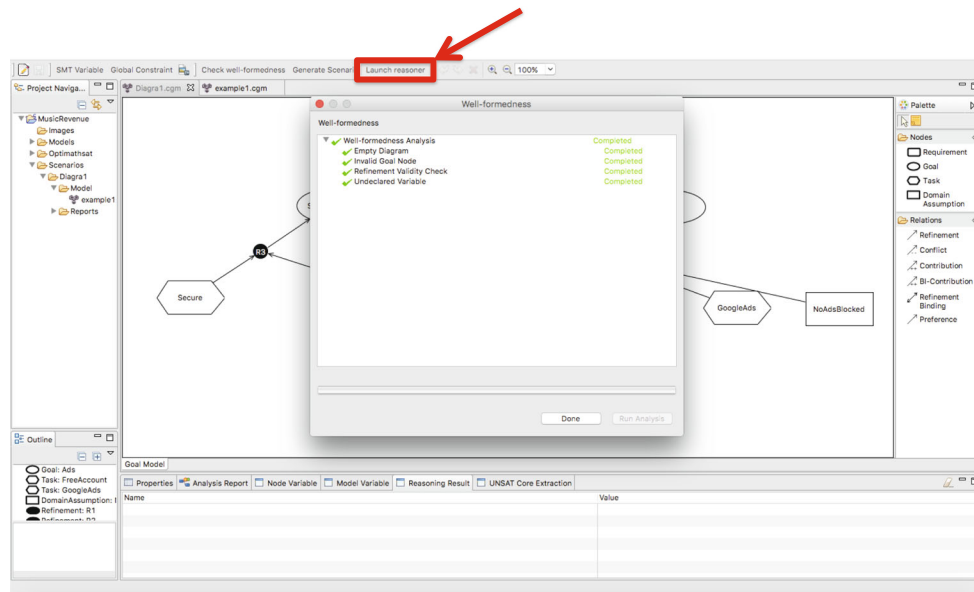 SMT Variable Global Constraint Check well-formedness Generate Scenari Launch reasoner 100%
Project Naviga...
Diagra1.cgm example1.cgm
MusicRevenue
Images
Models
Optimathsat
Scenarios
Diagra1
Model
example1
Reports
Well-formedness
Well-formedness
Well-formedness Analysis Completed
Empty Diagram Completed
Invalid Goal Node Completed
Refinement Validity Check Completed
Undeclared Variable Completed
Done Run Analysis
S
R3
Secure
GoogleAds
NoAdsBlocked
Palette
Nodes
Requirement
Goal
Task
Domain
Assumption
Relations
Refinement
Conflict
Contribution
BI-Contribution
Refinement
Binding
Preference
Outline
Goal: Ads
Task: FreeAccount
Task: GoogleAds
DomainAssumption:
Refinement: R1
Refinement: R2
Goal Model
Properties Analysis Report Node Variable Model Variable Reasoning Result UNSAT Core Extraction
Name Value